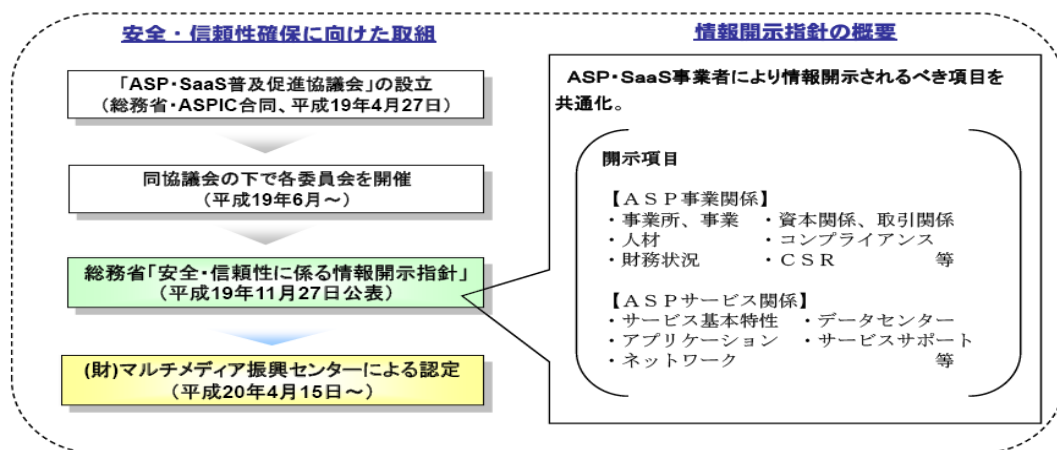 安全・信頼性確保に向けた取組
「ASP・SaaS普及促進協議会」の設立
（総務省・ASPIC合同、平成19年4月27日）
同協議会の下で各委員会を開催
（平成19年6月～）
総務省「安全・信頼性に係る情報開示指針」
（平成19年11月27日公表）
(財)マルチメディア振興センターによる認定
（平成20年4月15日～）
情報開示指針の概要
ASP・SaaS事業者により情報開示されるべき項目を
共通化。
開示項目
【ＡＳＰ事業関係】
・事業所、事業　・資本関係、取引関係
・人材　・コンプライアンス
・財務状況　・ＣＳＲ　等
【ＡＳＰサービス関係】
・サービス基本特性　・データセンター
・アプリケーション　・サービスサポート
・ネットワーク　等